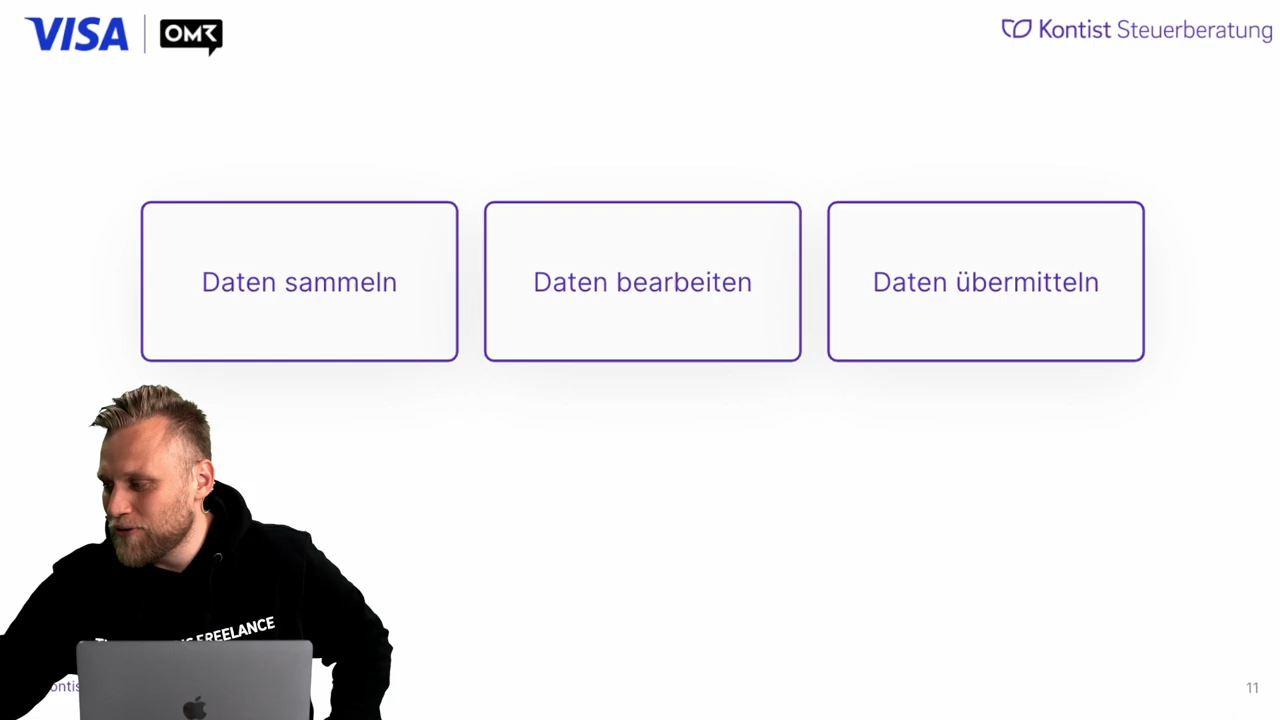 VISA
OMR
Kontist Steuerberatung
Daten sammeln
Daten bearbeiten
Daten übermitteln
FREELANCE
11